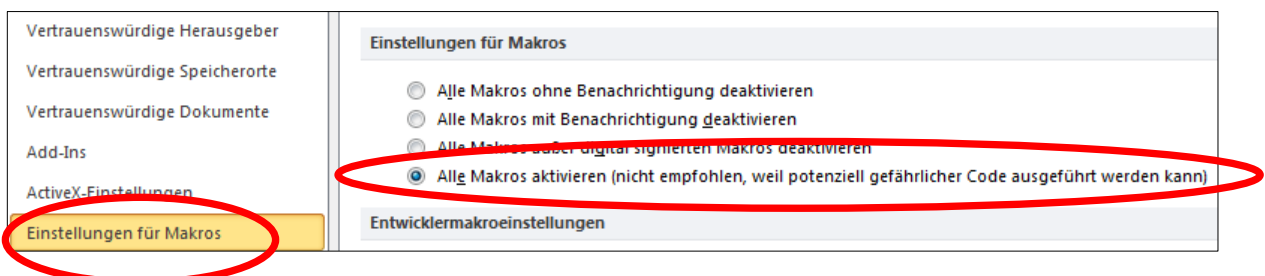 Vertrauenswürdige Herausgeber
Vertrauenswürdige Speicherorte
Vertrauenswürdige Dokumente
Add-Ins
ActiveX-Einstellungen
Einstellungen für Makros
Einstellungen für Makros
Alle Makros ohne Benachrichtigung deaktivieren
Alle Makros mit Benachrichtigung deaktivieren
Alle Makros außer digital signierten Makros deaktivieren
Alle Makros aktivieren (nicht empfohlen, weil potenziell gefährlicher Code ausgeführt werden kann)
Entwicklermakroeinstellungen